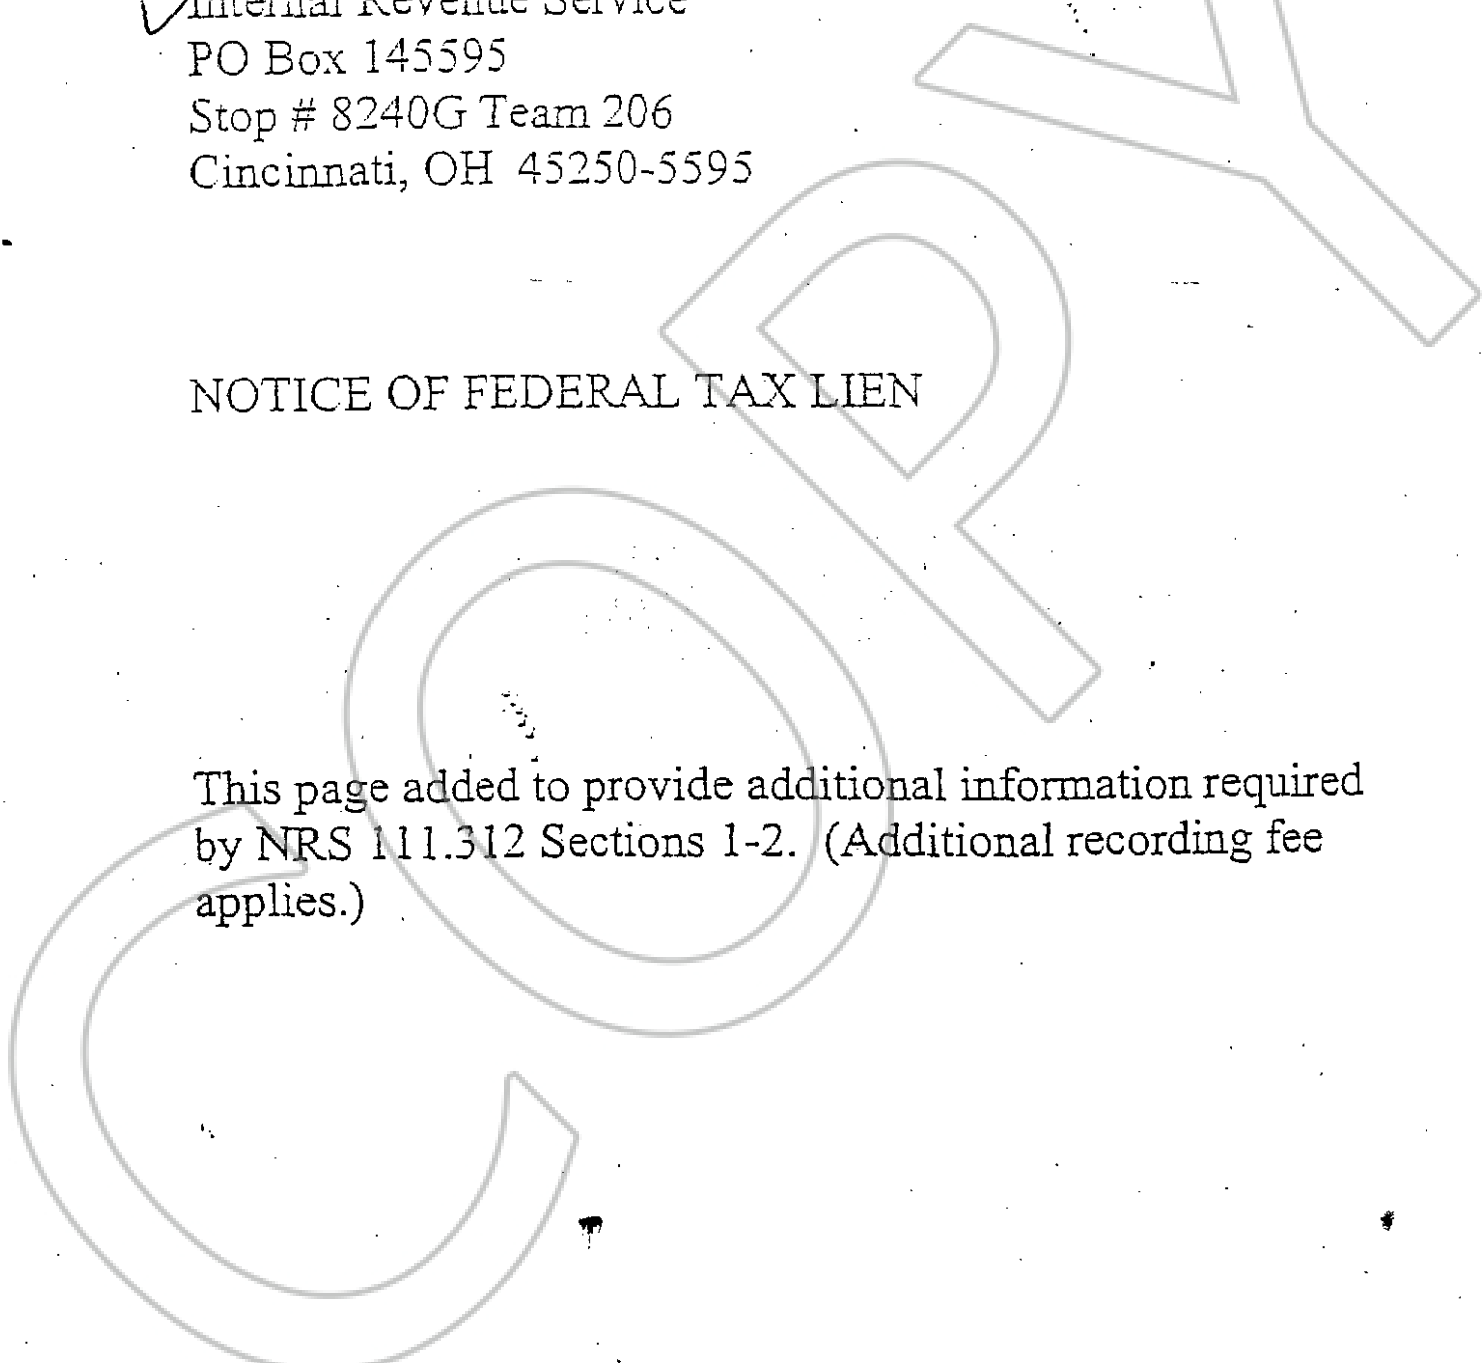 Internal Revenue Service
PO Box 145595
Stop # 8240G Team 206
Cincinnati, OH 45250-5595
NOTICE OF FEDERAL TAX LIEN
This page added to provide additional information required
by NRS 111.312 Sections 1-2. (Additional recording fee
applies.)
COPY